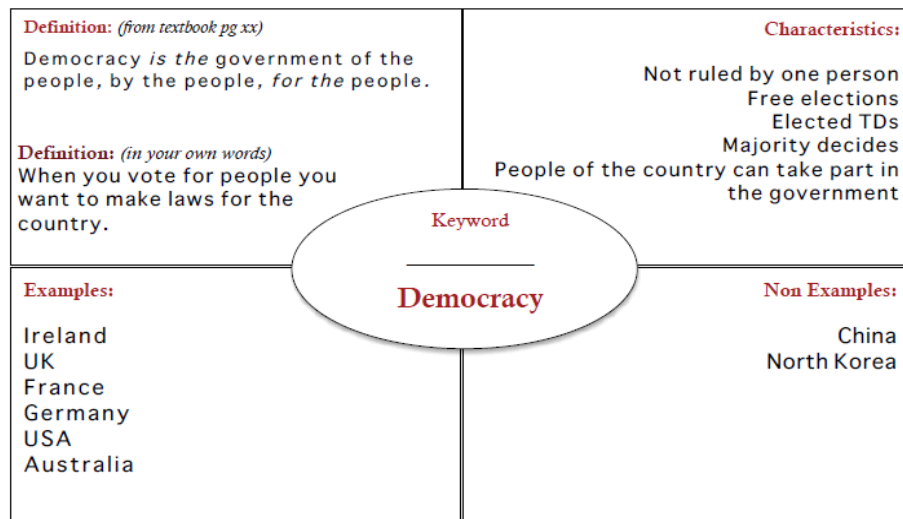 Definition: (from textbook pg xx)
Democracy is the government of the
people, by the people, for the people.
Definition: (in your own words)
When you vote for people you
want to make laws for the
country.
Characteristics:
Not ruled by one person
Free elections
Elected TDs
Majority decides
People of the country can take part in
the government
Keyword
Democracy
Examples:
Ireland
UK
France
Germany
USA
Australia
Non Examples:
China
North Korea